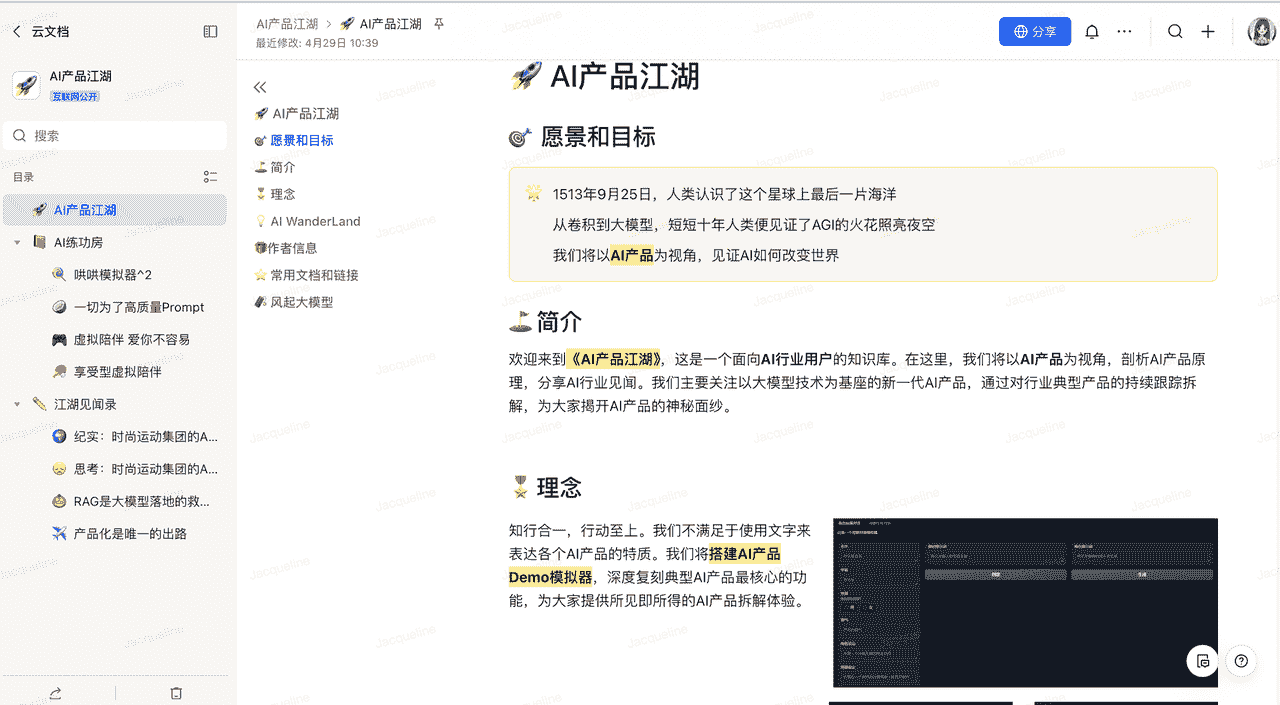 云文档
AI产品江湖
互联网公开
搜索
目录
AI产品江湖
AI练功房
哄哄模拟器^2
一切为了高质量Prompt
虚拟陪伴 爱你不容易
享受型虚拟陪伴
江湖见闻录
纪实：时尚运动集团的A...
思考：时尚运动集团的A...
RAG是大模型落地的救...
产品化是唯一的出路
AI产品江湖 > AI产品江湖
最近修改: 4月29日 10:39
分享
AI产品江湖
愿景和目标
简介
理念
AI WanderLand
作者信息
常用文档和链接
风起大模型
AI产品江湖
愿景和目标
1513年9月25日，人类认识了这个星球上最后一片海洋
从卷积到大模型，短短十年人类便见证了AGI的火花照亮夜空
我们将以AI产品为视角，见证AI如何改变世界
简介
欢迎来到《AI产品江湖》，这是一个面向AI行业用户的知识库。在这里，我们将以AI产品为视角，剖析AI产品原
理，分享AI行业见闻。我们主要关注以大模型技术为基座的新一代AI产品，通过对行业典型产品的持续跟踪拆
解，为大家揭开AI产品的神秘面纱。
理念
知行合一，行动至上。我们不满足于使用文字来
表达各个AI产品的特质。我们将搭建AI产品
Demo模拟器，深度复刻典型AI产品最核心的功
能，为大家提供所见即所得的AI产品拆解体验。
Jacqueline